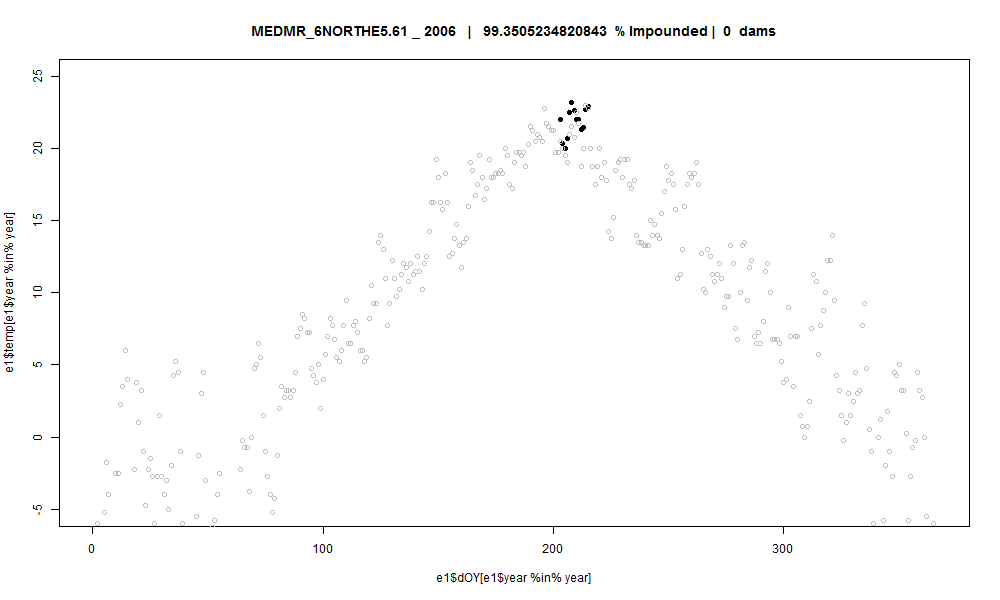 MEDMR_6NORTHE5.61 _ 2006 | 99.3505234820843 % Impounded | 0 dams
25
20
15
10
5
0
-5
e1$temp[e1$year %in% year]
0 100 200 300
e1$dOY[e1$year %in% year]